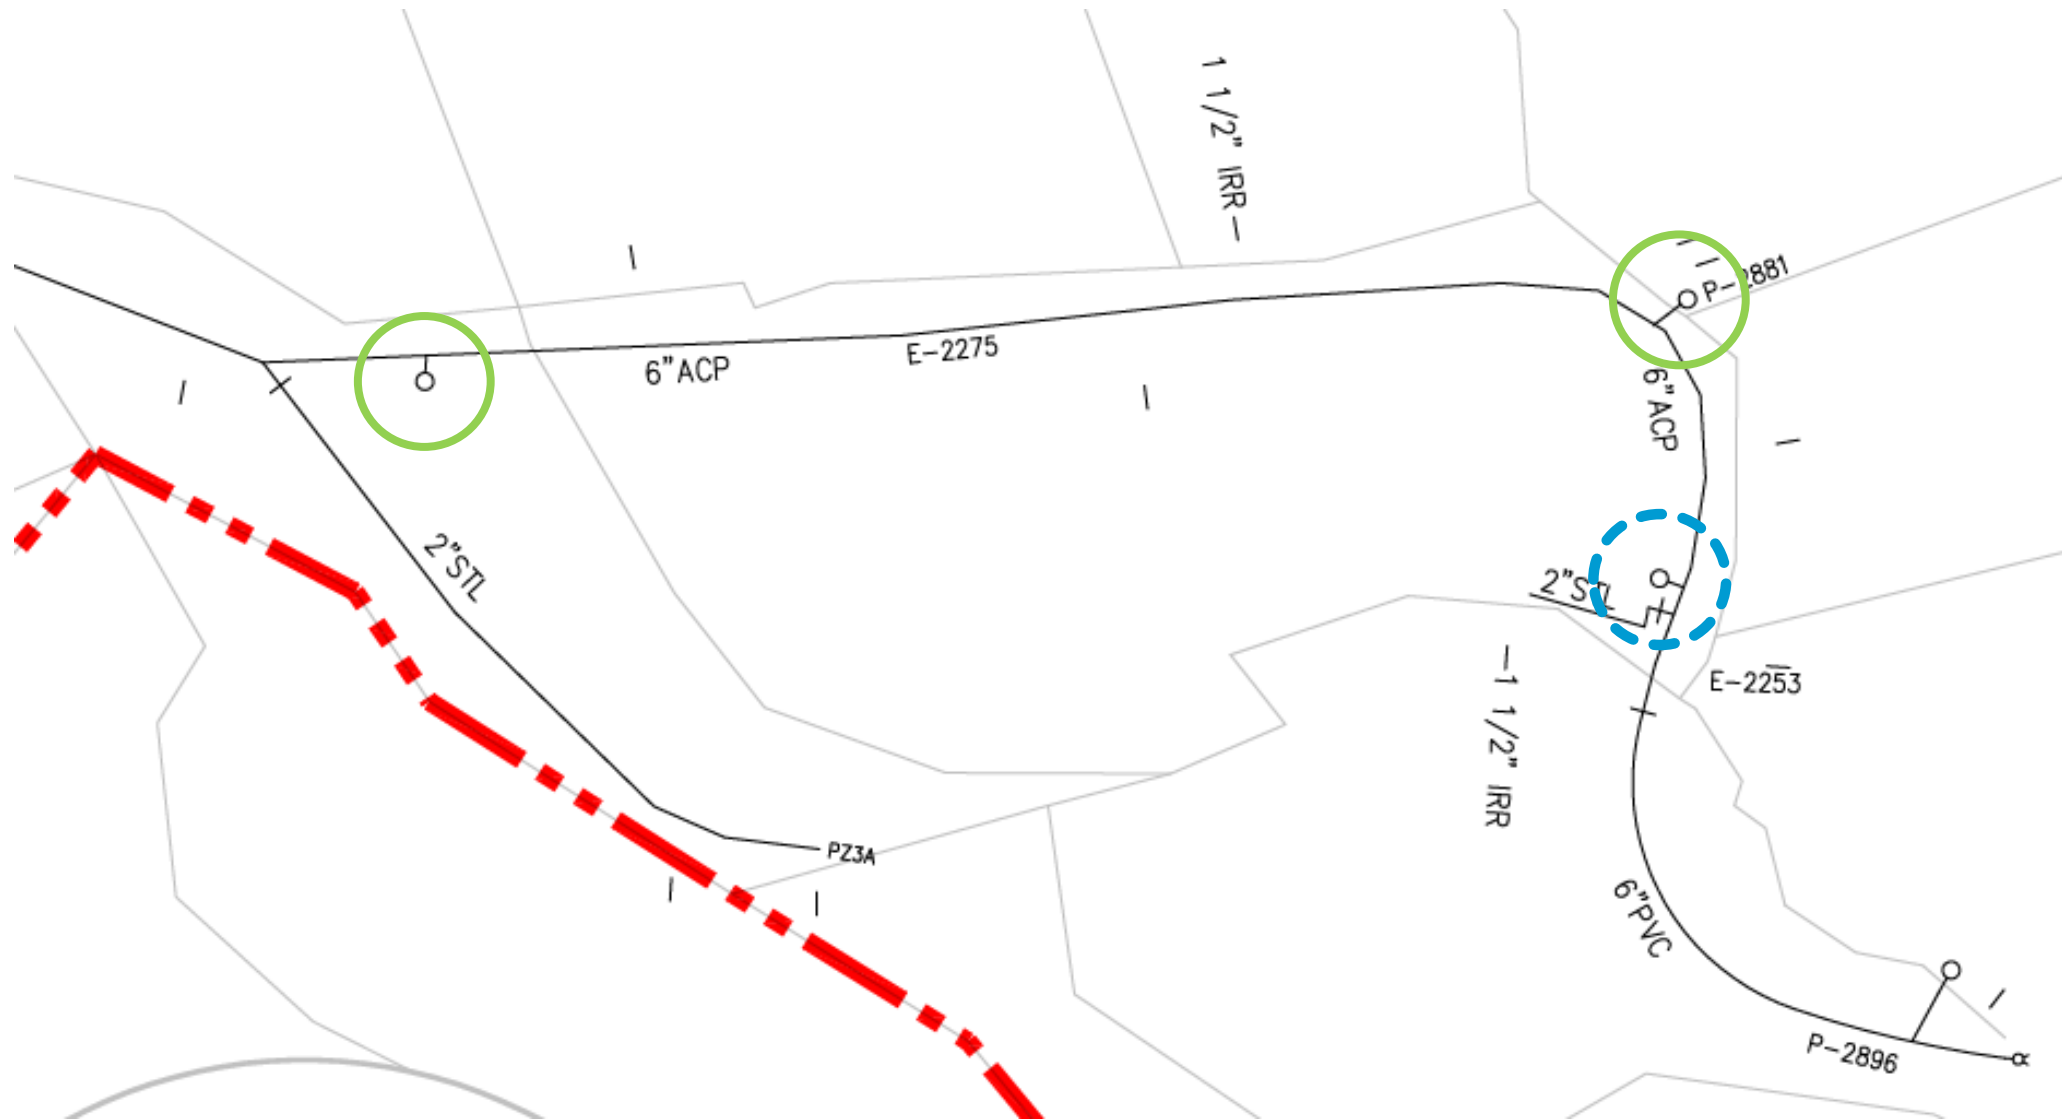 1 1/2" IRR
P-2881
6"ACP
E-2275
6"ACP
2"STL
2"STL
E-2253
1 1/2" IRR
PZ3A
6"PVC
P-2896